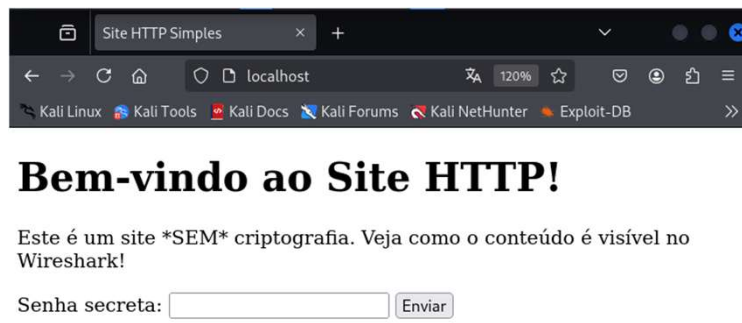 Site HTTP Simples
localhost
120%
Kali Linux Kali Tools Kali Docs Kali Forums Kali NetHunter Exploit-DB
Bem-vindo ao Site HTTP!
Este é um site *SEM* criptografia. Veja como o conteúdo é visível no
Wireshark!
Senha secreta: Enviar